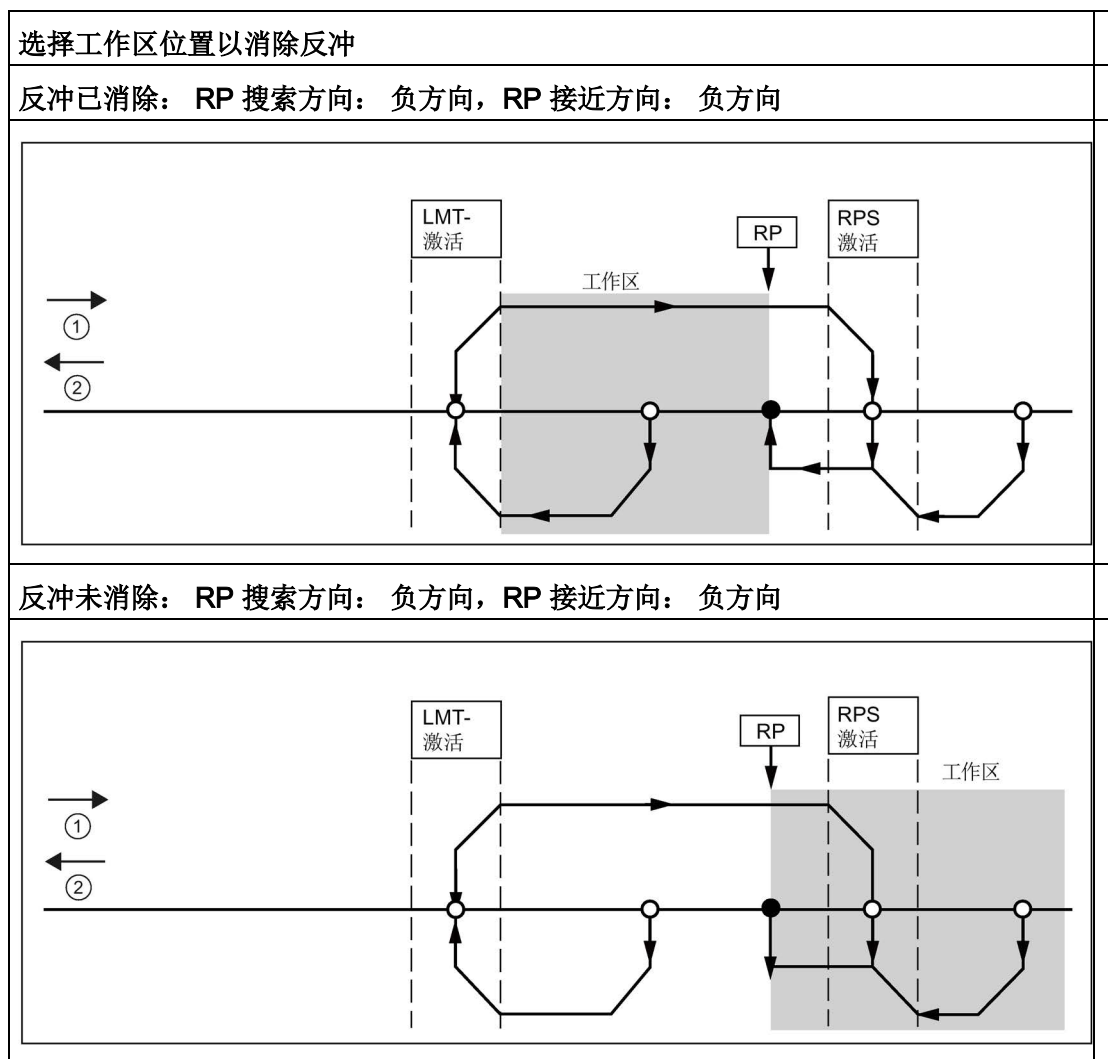 选择工作区位置以消除反冲
反冲已消除： RP 搜索方向： 负方向，RP 接近方向： 负方向
LMT-
激活
RP
RPS
激活
工作区
①
②
反冲未消除： RP 搜索方向： 负方向，RP 接近方向： 负方向
LMT-
激活
RP
RPS
激活
工作区
①
②